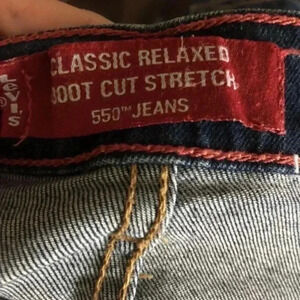 Levi's
CLASSIC RELAXED
BOOT CUT STRETCH
550™ JEANS